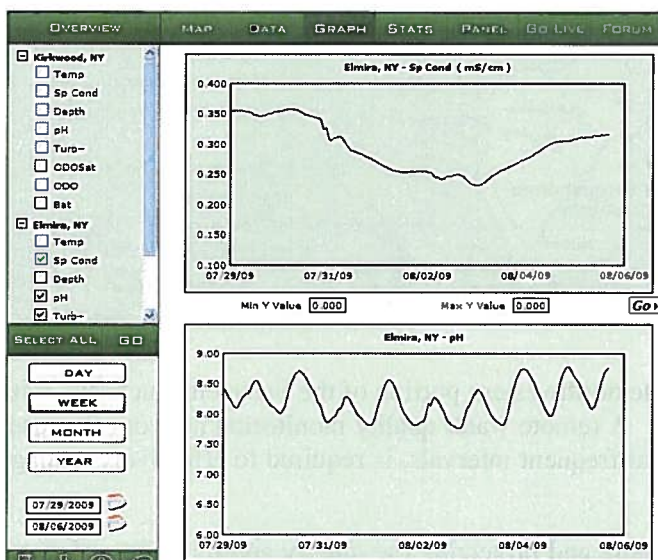 OVERVIEW MAP DATA GRAPH STATS PANEL GO LIVE FORUM
Kirkwood, NY
Temp
Sp Cond
Depth
pH
Turb+
ODOSat
ODO
Bat
Elmira, NY
Temp
Sp Cond
Depth
pH
Turb+
SELECT ALL GO
DAY
WEEK
MONTH
YEAR
07/29/2009
08/06/2009
Elmira, NY - Sp Cond ( mS/cm )
0.400
0.350
0.300
0.250
0.200
0.150
0.100
07/29/09 07/31/09 08/02/09 08/04/09 08/06/09
Min Y Value 0.000 Max Y Value 0.000 Go
Elmira, NY - pH
9.00
8.50
8.00
7.50
7.00
6.50
6.00
5.50
5.00
07/29/09 07/31/09 08/02/09 08/04/09 08/06/09